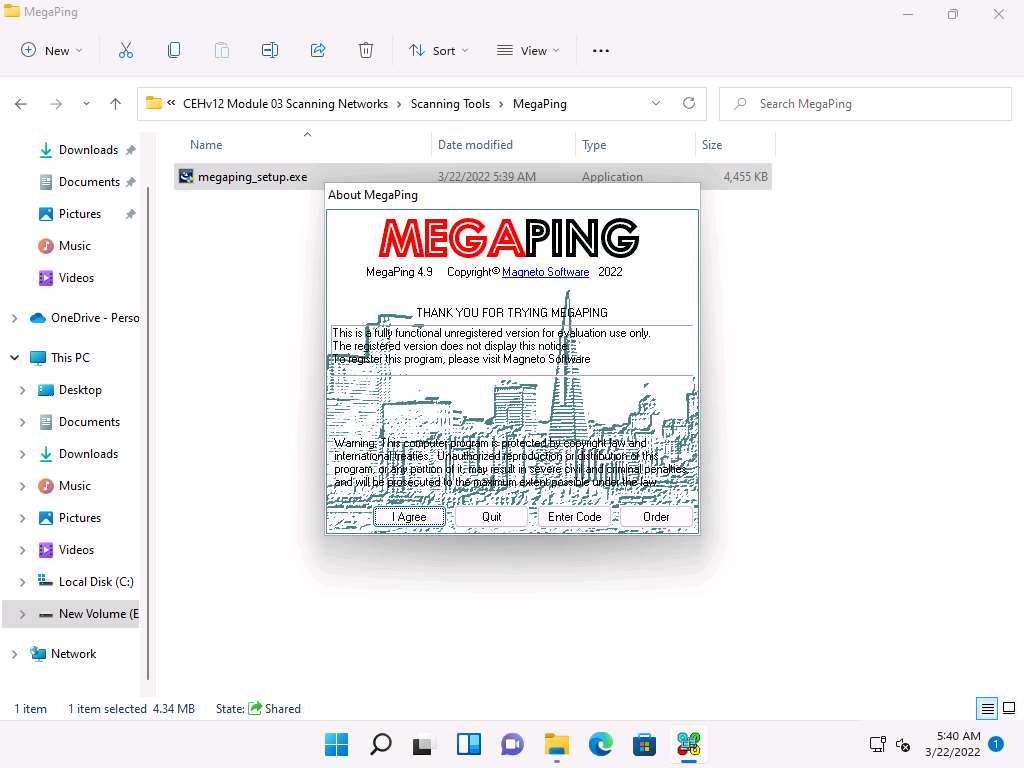 MegaPing
New
Sort
View
« CEHv12 Module 03 Scanning Networks › Scanning Tools › MegaPing
Search MegaPing
Name Date modified Type Size
megaping_setup.exe 3/22/2022 5:39 AM Application 4,455 KB
Downloads
Documents
Pictures
Music
Videos
OneDrive - Perso
This PC
Desktop
Documents
Downloads
Music
Pictures
Videos
Local Disk (C:)
New Volume (E
Network
About MegaPing
MEGAPING
MegaPing 4.9 Copyright© Magneto Software 2022
THANK YOU FOR TRYING MEGAPING
This is a fully functional unregistered version for evaluation use only.
The registered version does not display this notice.
To register this program, please visit Magneto Software
Warning: This computer program is protected by copyright law and
international treaties. Unauthorized reproduction or distribution of this
program, or any portion of it, may result in severe civil and criminal penalties,
and will be prosecuted to the maximum extent possible under the law.
I Agree Quit Enter Code Order
1 item 1 item selected 4.34 MB State: Shared
5:40 AM
3/22/2022
1